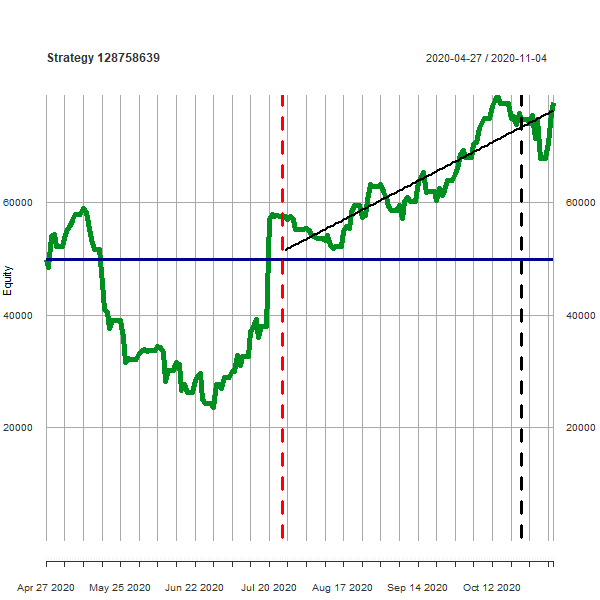 Strategy 128758639
2020-04-27 / 2020-11-04
Equity
60000
60000
40000
40000
20000
20000
Apr 27 2020
May 25 2020
Jun 22 2020
Jul 20 2020
Aug 17 2020
Sep 14 2020
Oct 12 2020